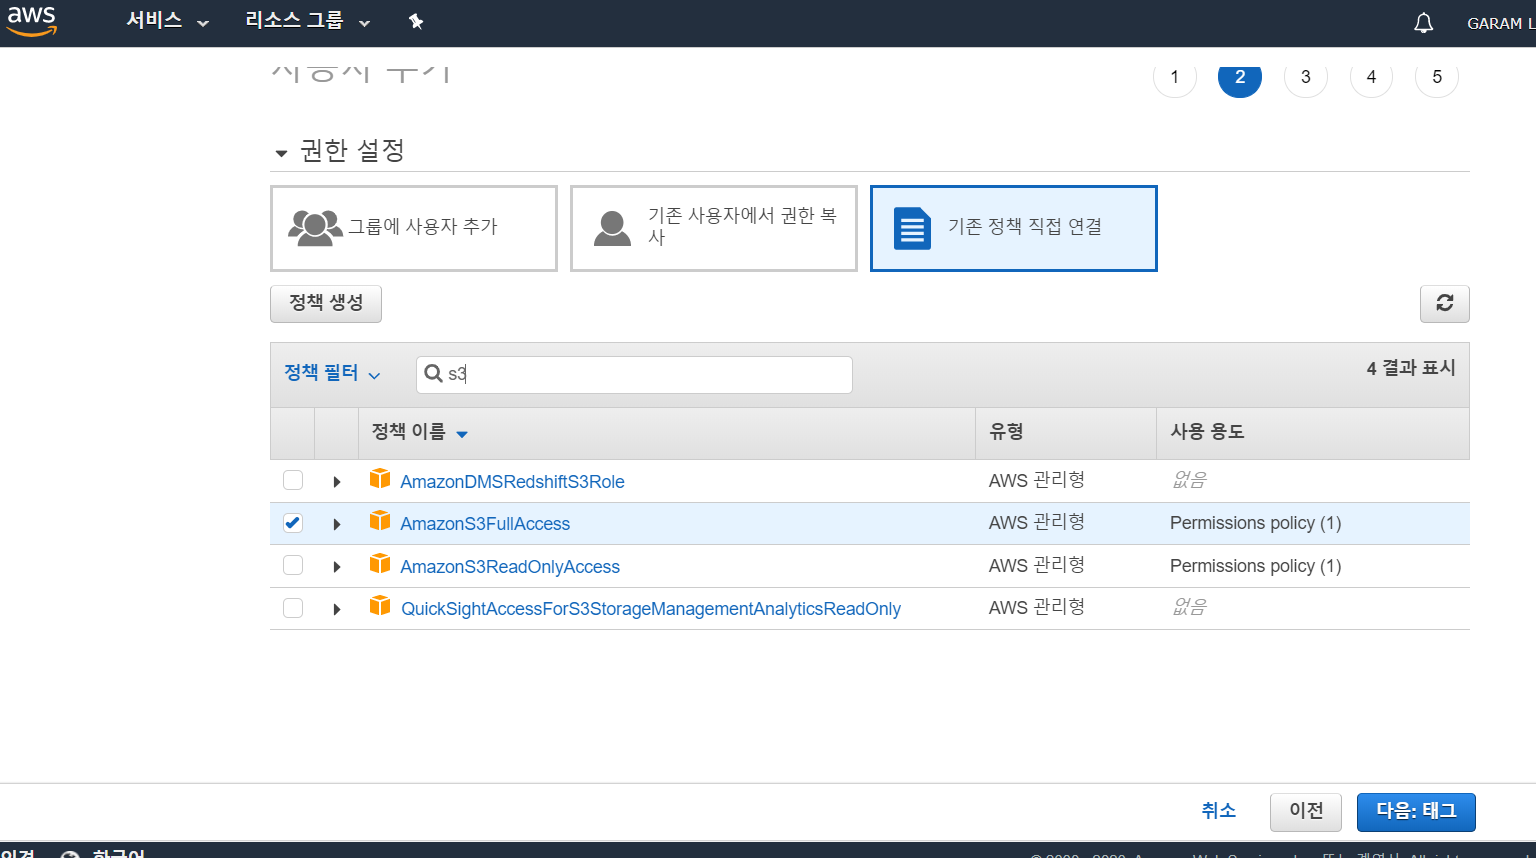 aws 서비스 리소스 그룹 GARAM L
사용자 추가 1 2 3 4 5
권한 설정
그룹에 사용자 추가
기존 사용자에서 권한 복
사
기존 정책 직접 연결
정책 생성
정책 필터 s3 4 결과 표시
정책 이름 유형 사용 용도
AmazonDMSRedshiftS3Role AWS 관리형 없음
AmazonS3FullAccess AWS 관리형 Permissions policy (1)
AmazonS3ReadOnlyAccess AWS 관리형 Permissions policy (1)
QuickSightAccessForS3StorageManagementAnalyticsReadOnly AWS 관리형 없음
취소 이전 다음: 태그
한국어